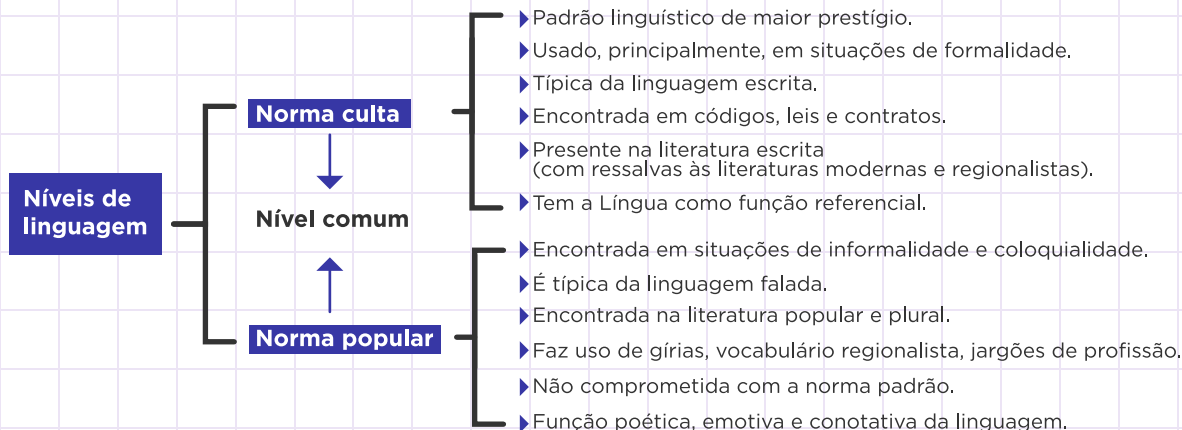 Níveis de
linguagem
Norma culta
Padrão linguístico de maior prestígio.
Usado, principalmente, em situações de formalidade.
Típica da linguagem escrita.
Encontrada em códigos, leis e contratos.
Presente na literatura escrita
(com ressalvas às literaturas modernas e regionalistas).
Tem a Língua como função referencial.
Nível comum
Norma popular
Encontrada em situações de informalidade e coloquialidade.
É típica da linguagem falada.
Encontrada na literatura popular e plural.
Faz uso de gírias, vocabulário regionalista, jargões de profissão.
Não comprometida com a norma padrão.
Função poética, emotiva e conotativa da linguagem.